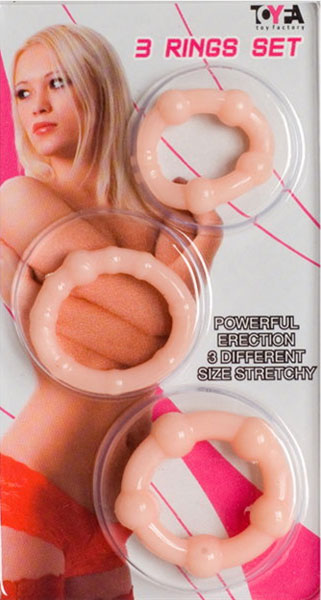 TOYFA
toy factory
3 RINGS SET
POWERFUL
ERECTION
3 DIFFERENT
SIZE STRETCHY